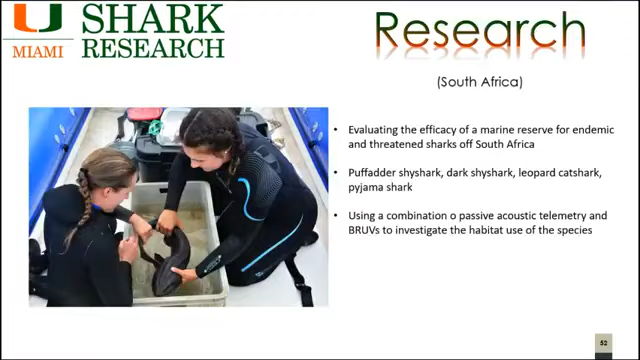 U
MIAMI
SHARK
RESEARCH
Research
(South Africa)
• Evaluating the efficacy of a marine reserve for endemic
and threatened sharks off South Africa
• Puffadder shyshark, dark shyshark, leopard catshark,
pyjama shark
• Using a combination o passive acoustic telemetry and
BRUVs to investigate the habitat use of the species
52